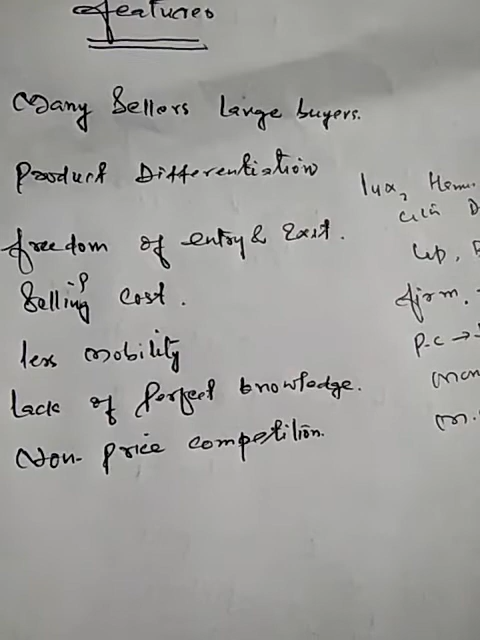 features
Many Sellers Large buyers.
Product Differentiation
lux,
freedom of entry & Exit.
Selling cost.
firm.
less mobility
P.C →
Lack of Perfect knowledge.
Non-price competition.